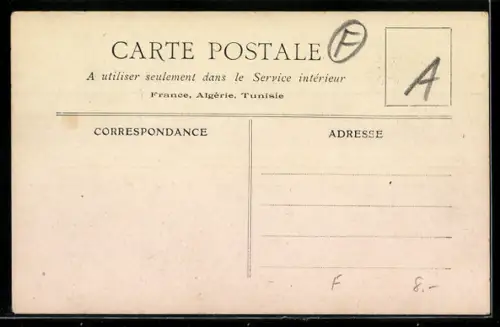 CARTE POSTALE F
A utiliser seulement dans le Service intérieur
France, Algérie, Tunisie
A
CORRESPONDANCE
ADRESSE
F 8.-